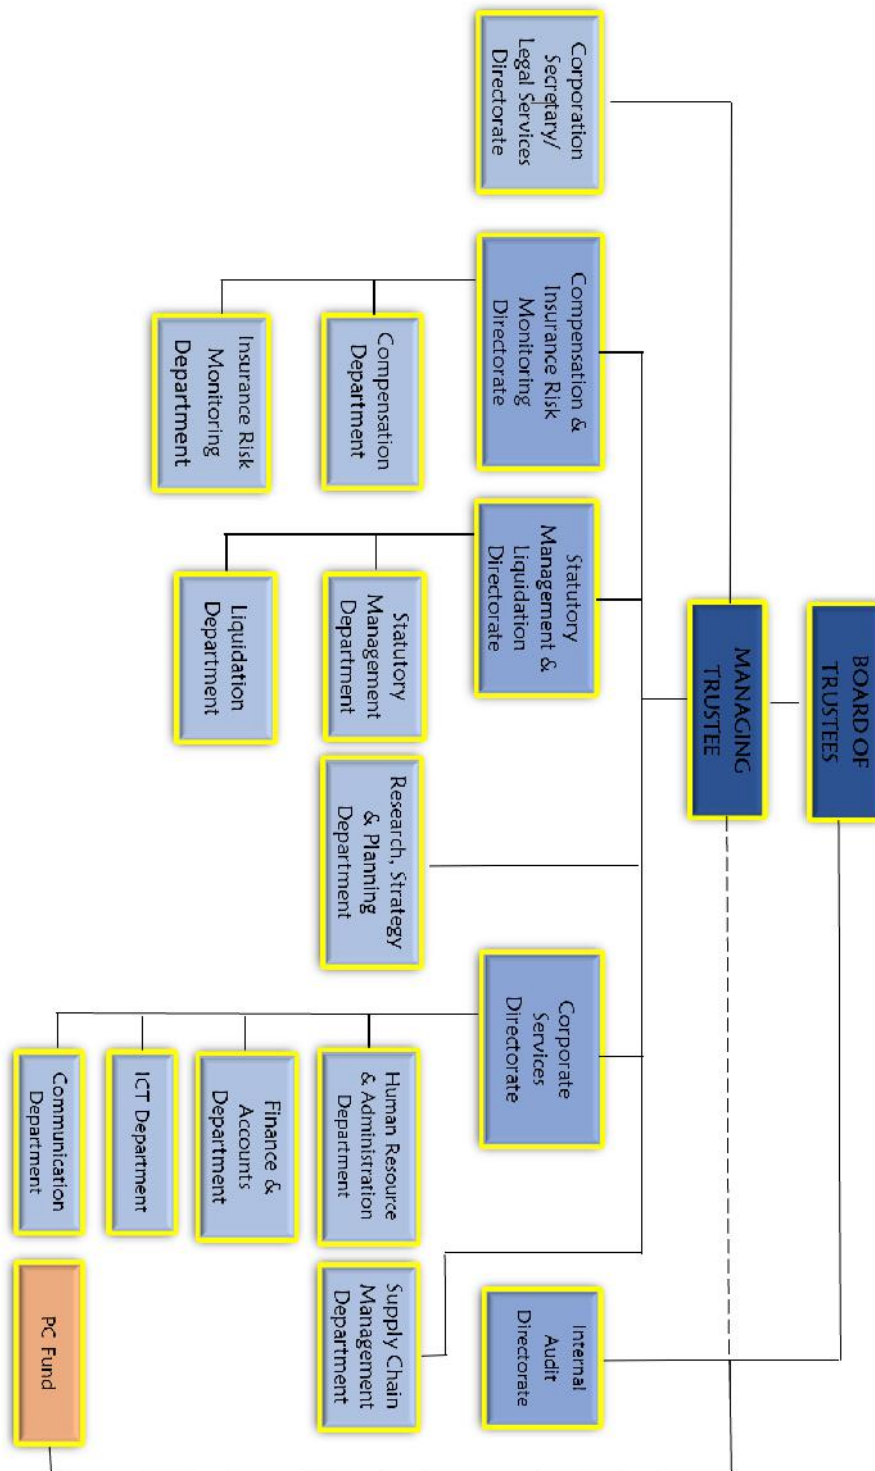 BOARD OF
TRUSTEES
MANAGING
TRUSTEE
Corporation
Secretary/
Legal Services
Directorate
Compensation &
Insurance Risk
Monitoring
Directorate
Statutory
Management &
Liquidation
Directorate
Corporate
Services
Directorate
Internal
Audit
Directorate
Compensation
Department
Insurance Risk
Monitoring
Department
Statutory
Management
Department
Liquidation
Department
Research, Strategy
& Planning
Department
Human Resource
& Administration
Department
Finance &
Accounts
Department
ICT Department
Communication
Department
Supply Chain
Management
Department
PC Fund